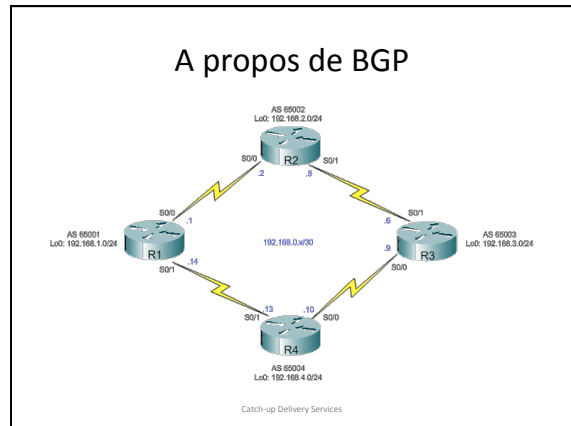 A propos de BGP
AS 65002
Lo0: 192.168.2.0/24
R2
S0/0
S0/1
.2
.5
S0/0
.1
S0/1
.6
AS 65001
Lo0: 192.168.1.0/24
R1
192.168.0.x/30
AS 65003
Lo0: 192.168.3.0/24
R3
.9
S0/0
.14
S0/1
13
.10
S0/1
S0/0
R4
AS 65004
Lo0: 192.168.4.0/24
Catch-up Delivery Services